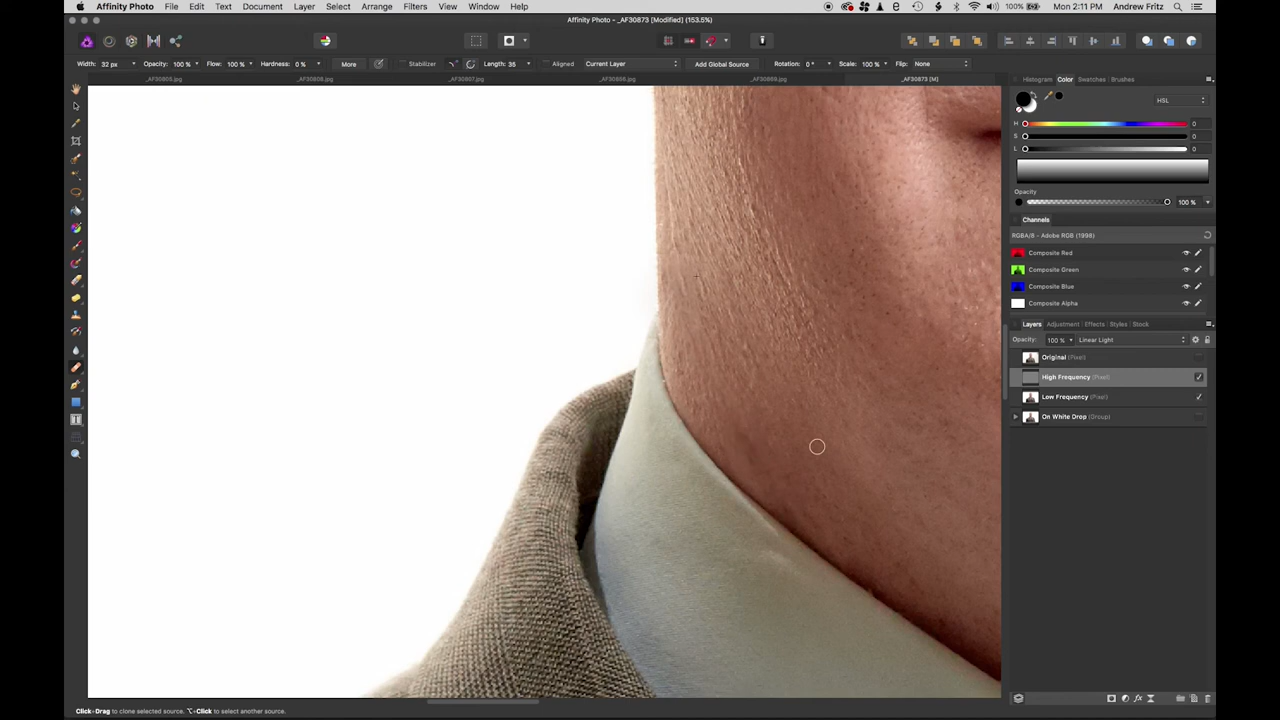 Affinity Photo File Edit Text Document Layer Select Arrange Filters View Window Help 100% Mon 2:11 PM Andrew Fritz
Affinity Photo - _AF30873 [Modified] (153.5%)
Width: 32 px Opacity: 100 % Flow: 100 % Hardness: 0 % More Stabilizer Length: 35 Aligned Current Layer Add Global Source Rotation: 0 ° Scale: 100 % Flip: None
_AF30873 [M]
Histogram Color Swatches Brushes
HSL
H 0
S 0
L 0
Opacity
100 %
Channels
RGBA/8 - Adobe RGB (1998)
Composite Red
Composite Green
Composite Blue
Composite Alpha
Layers Adjustment Effects Styles Stock
Opacity: 100 % Linear Light
Original (Pixel)
High Frequency (Pixel)
Low Frequency (Pixel)
On White Drop (Group)
Click+Drag to clone selected source. ⌥+Click to select another source.